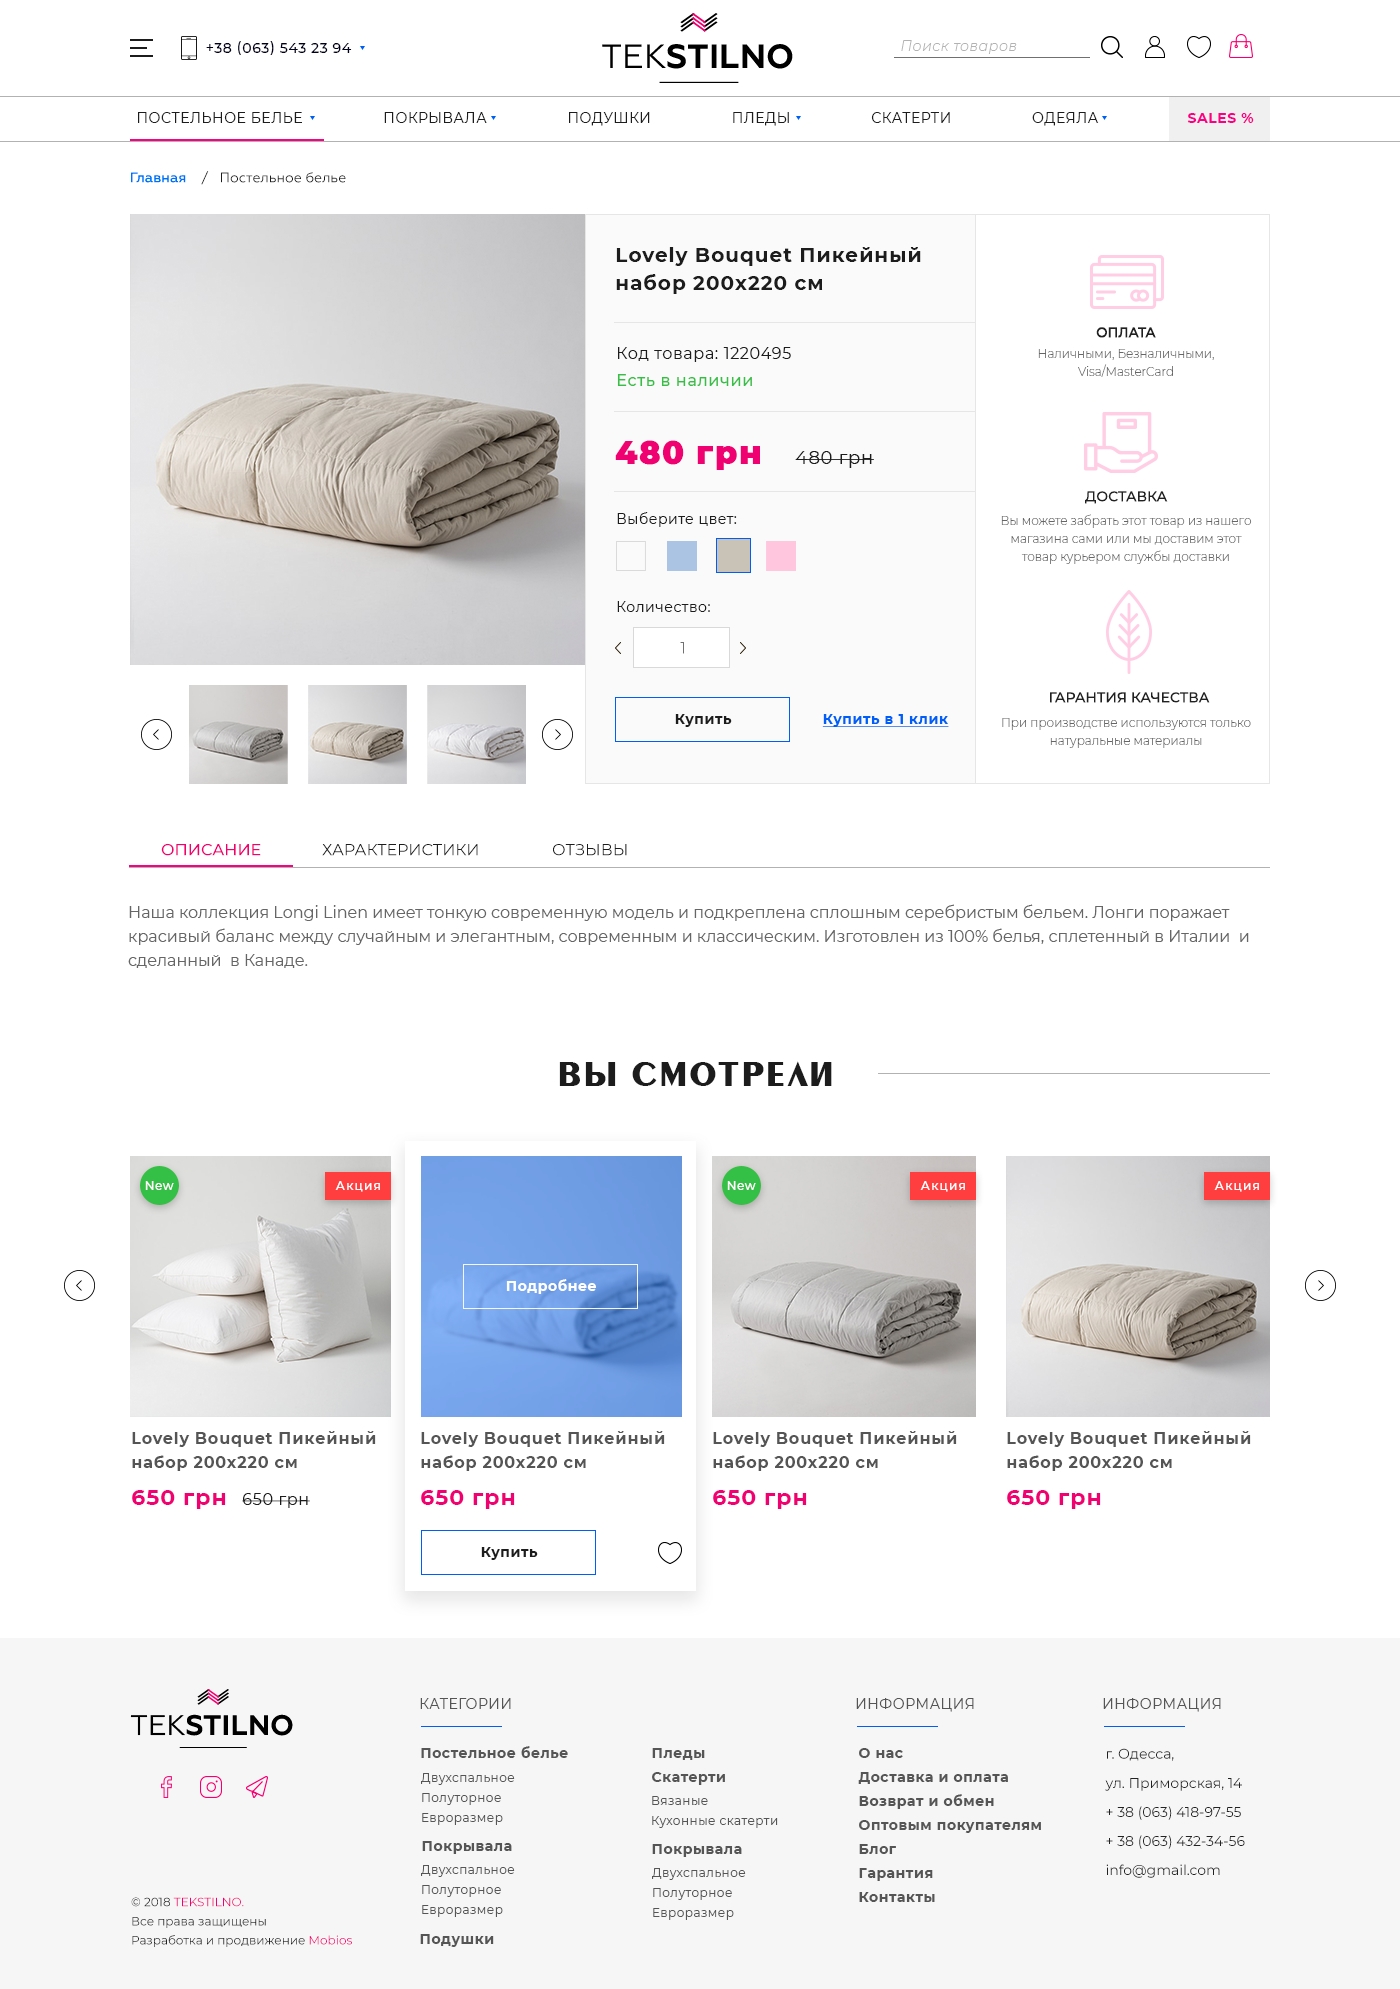 +38 (063) 543 23 94
TEKSTILNO
Поиск товаров
ПОСТЕЛЬНОЕ БЕЛЬЕ
ПОКРЫВАЛА
ПОДУШКИ
ПЛЕДЫ
СКАТЕРТИ
ОДЕЯЛА
SALES %
Главная / Постельное белье
Lovely Bouquet Пикейный
набор 200x220 см
Код товара: 1220495
Есть в наличии
480 грн 480 грн
Выберите цвет:
Количество:
1
Купить
Купить в 1 клик
ОПЛАТА
Наличными, Безналичными,
Visa/MasterCard
ДОСТАВКА
Вы можете забрать этот товар из нашего
магазина сами или мы доставим этот
товар курьером службы доставки
ГАРАНТИЯ КАЧЕСТВА
При производстве используются только
натуральные материалы
ОПИСАНИЕ
ХАРАКТЕРИСТИКИ
ОТЗЫВЫ
Наша коллекция Longi Linen имеет тонкую современную модель и подкреплена сплошным серебристым бельем. Лонги поражает
красивый баланс между случайным и элегантным, современным и классическим. Изготовлен из 100% белья, сплетенный в Италии и
сделанный в Канаде.
ВЫ СМОТРЕЛИ
New
Акция
Lovely Bouquet Пикейный
набор 200x220 см
650 грн 650 грн
Подробнее
Lovely Bouquet Пикейный
набор 200x220 см
650 грн
Купить
New
Акция
Lovely Bouquet Пикейный
набор 200x220 см
650 грн
Акция
Lovely Bouquet Пикейный
набор 200x220 см
650 грн
TEKSTILNO
© 2018 TEKSTILNO.
Все права защищены
Разработка и продвижение Mobios
КАТЕГОРИИ
Постельное белье
Двухспальное
Полуторное
Евроразмер
Покрывала
Двухспальное
Полуторное
Евроразмер
Подушки
Пледы
Скатерти
Вязаные
Кухонные скатерти
Покрывала
Двухспальное
Полуторное
Евроразмер
ИНФОРМАЦИЯ
О нас
Доставка и оплата
Возврат и обмен
Оптовым покупателям
Блог
Гарантия
Контакты
ИНФОРМАЦИЯ
г. Одесса,
ул. Приморская, 14
+ 38 (063) 418-97-55
+ 38 (063) 432-34-56
info@gmail.com